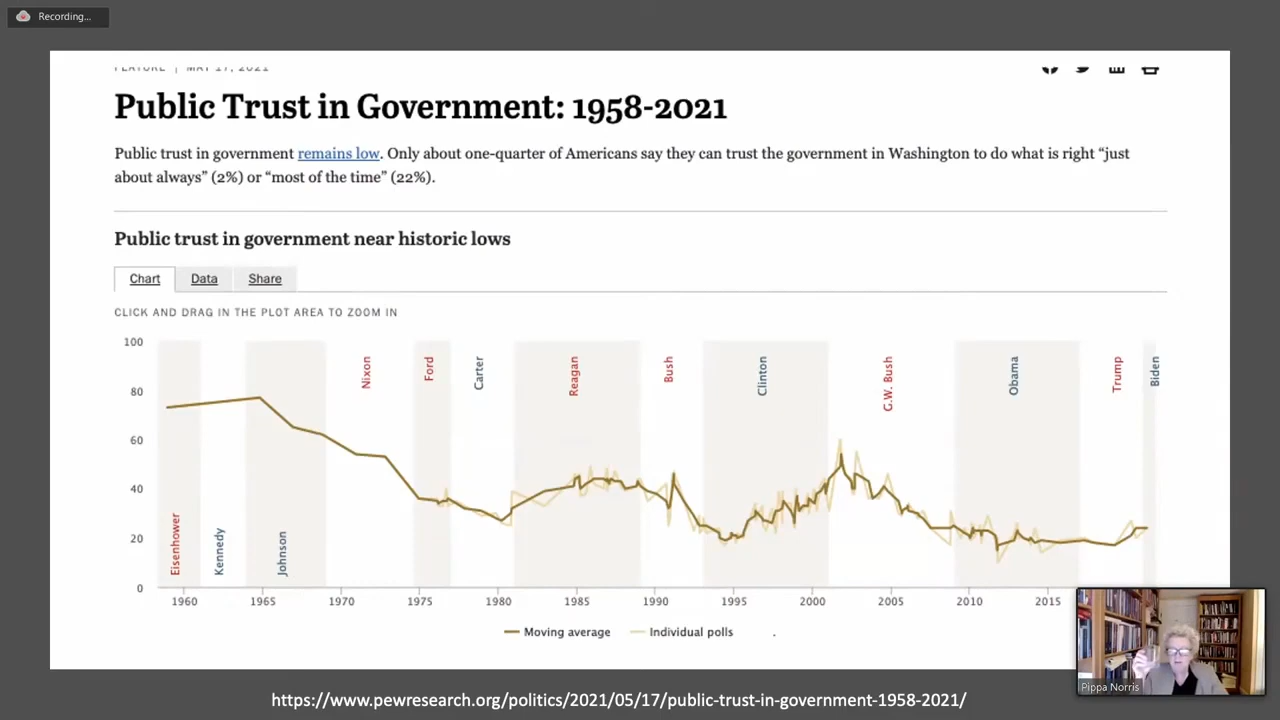 Recording...
FEATURE | MAY 17, 2021
Public Trust in Government: 1958-2021
Public trust in government remains low. Only about one-quarter of Americans say they can trust the government in Washington to do what is right “just
about always” (2%) or “most of the time” (22%).
Public trust in government near historic lows
Chart Data Share
CLICK AND DRAG IN THE PLOT AREA TO ZOOM IN
100
80
60
40
20
0
Eisenhower
Kennedy
Johnson
Nixon
Ford
Carter
Reagan
Bush
Clinton
G.W. Bush
Obama
Trump
Biden
1960 1965 1970 1975 1980 1985 1990 1995 2000 2005 2010 2015
Moving average Individual polls
Pippa Norris
https://www.pewresearch.org/politics/2021/05/17/public-trust-in-government-1958-2021/